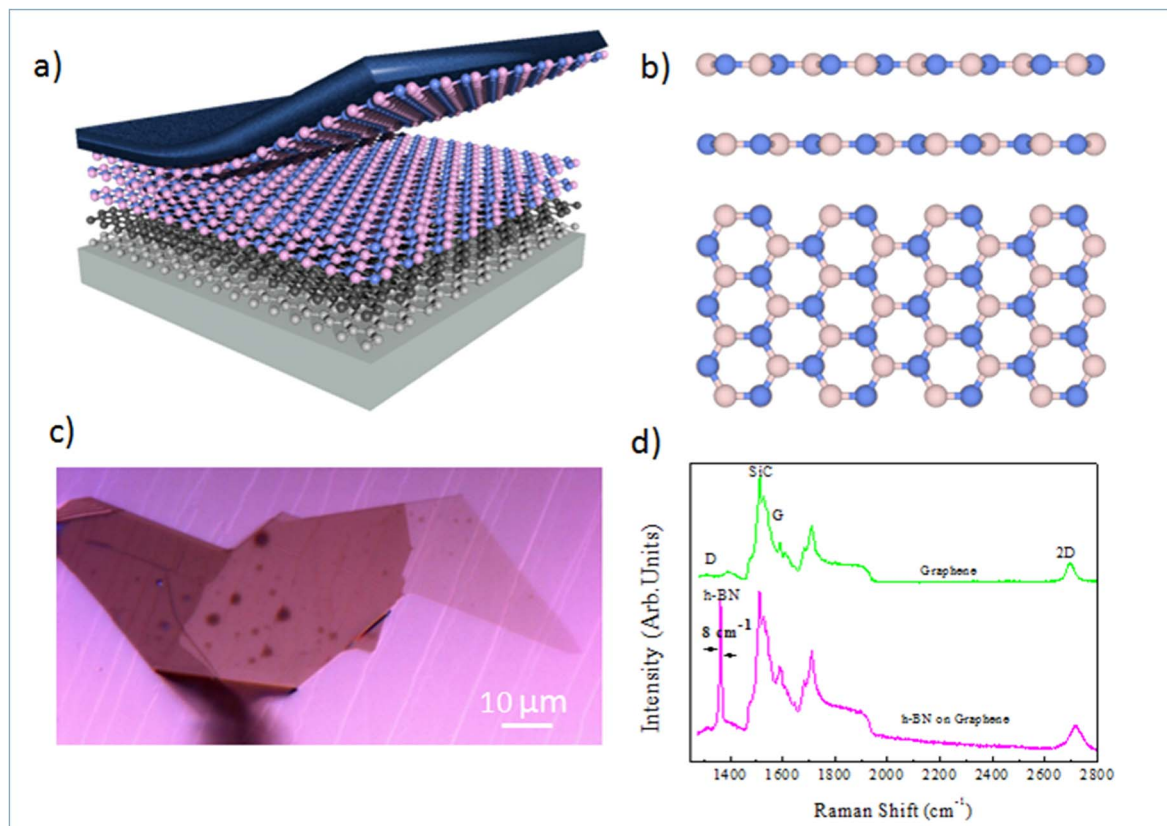 a)
b)
c)
10 µm
d)
SiC
G
D
2D
Graphene
h-BN
8 cm⁻¹
h-BN on Graphene
Intensity (Arb.Units)
1400 1600 1800 2000 2200 2400 2600 2800
Raman Shift (cm⁻¹)